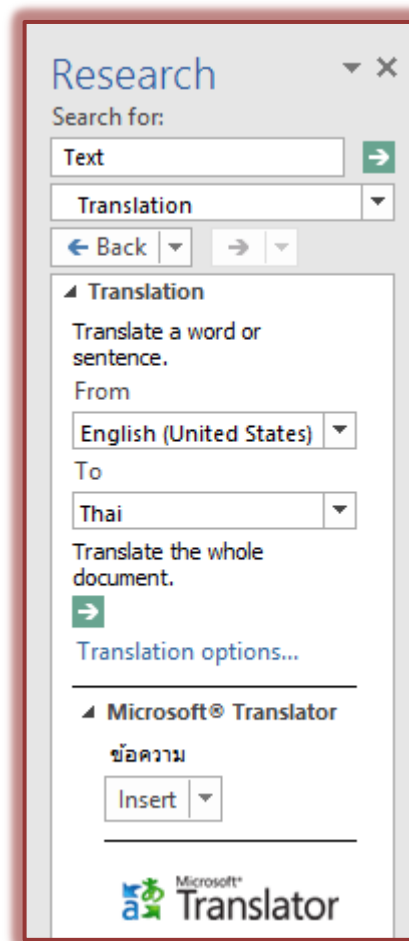 Research
Search for:
Text
Translation
Back
Translation
Translate a word or
sentence.
From
English (United States)
To
Thai
Translate the whole
document.
Translation options...
Microsoft® Translator
ข้อความ
Insert
Microsoft®
Translator